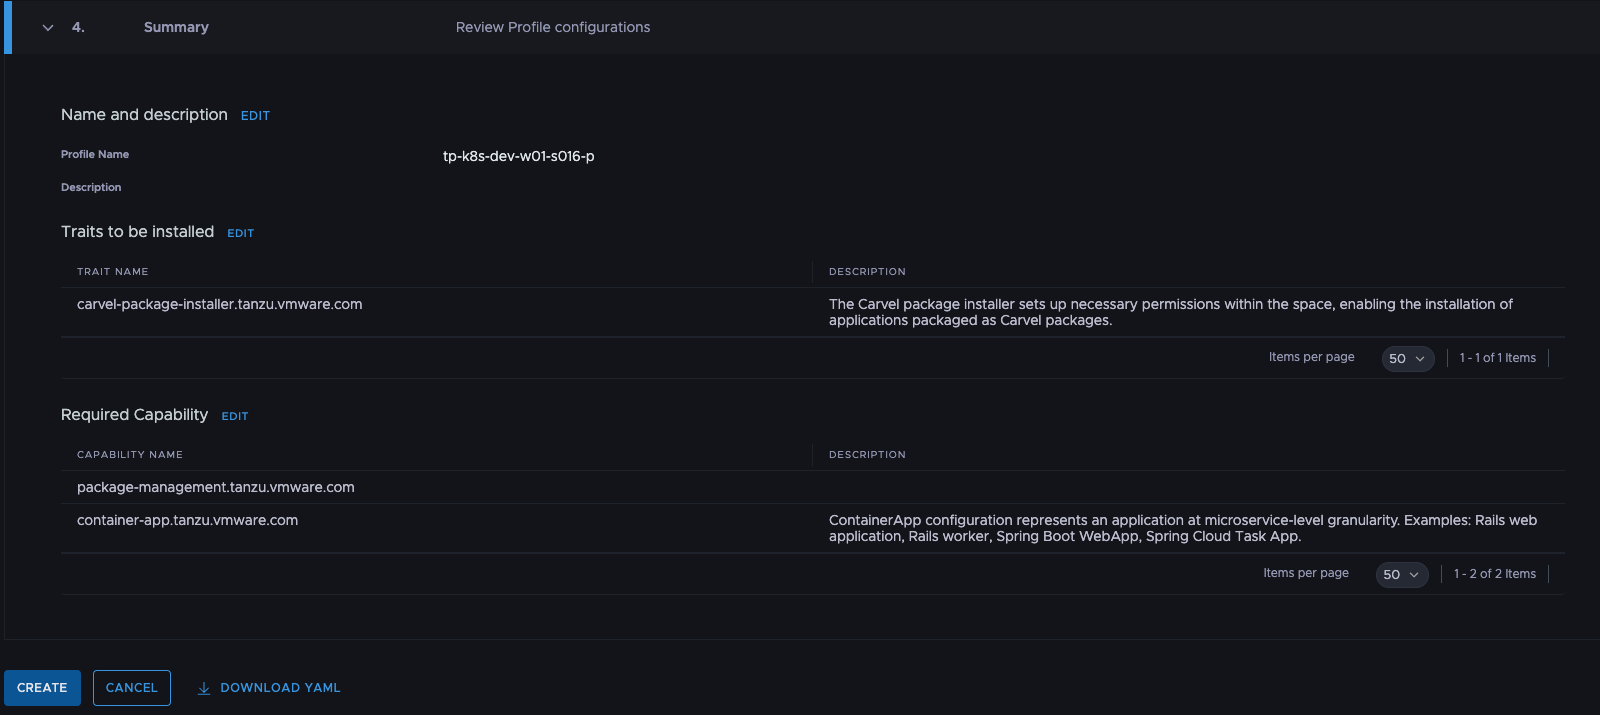 4. Summary Review Profile configurations
Name and description EDIT
Profile Name tp-k8s-dev-w01-s016-p
Description
Traits to be installed EDIT
TRAIT NAME DESCRIPTION
carvel-package-installer.tanzu.vmware.com The Carvel package installer sets up necessary permissions within the space, enabling the installation of
applications packaged as Carvel packages.
Items per page 50 1 - 1 of 1 Items
Required Capability EDIT
CAPABILITY NAME DESCRIPTION
package-management.tanzu.vmware.com
container-app.tanzu.vmware.com ContainerApp configuration represents an application at microservice-level granularity. Examples: Rails web
application, Rails worker, Spring Boot WebApp, Spring Cloud Task App.
Items per page 50 1 - 2 of 2 Items
CREATE CANCEL DOWNLOAD YAML